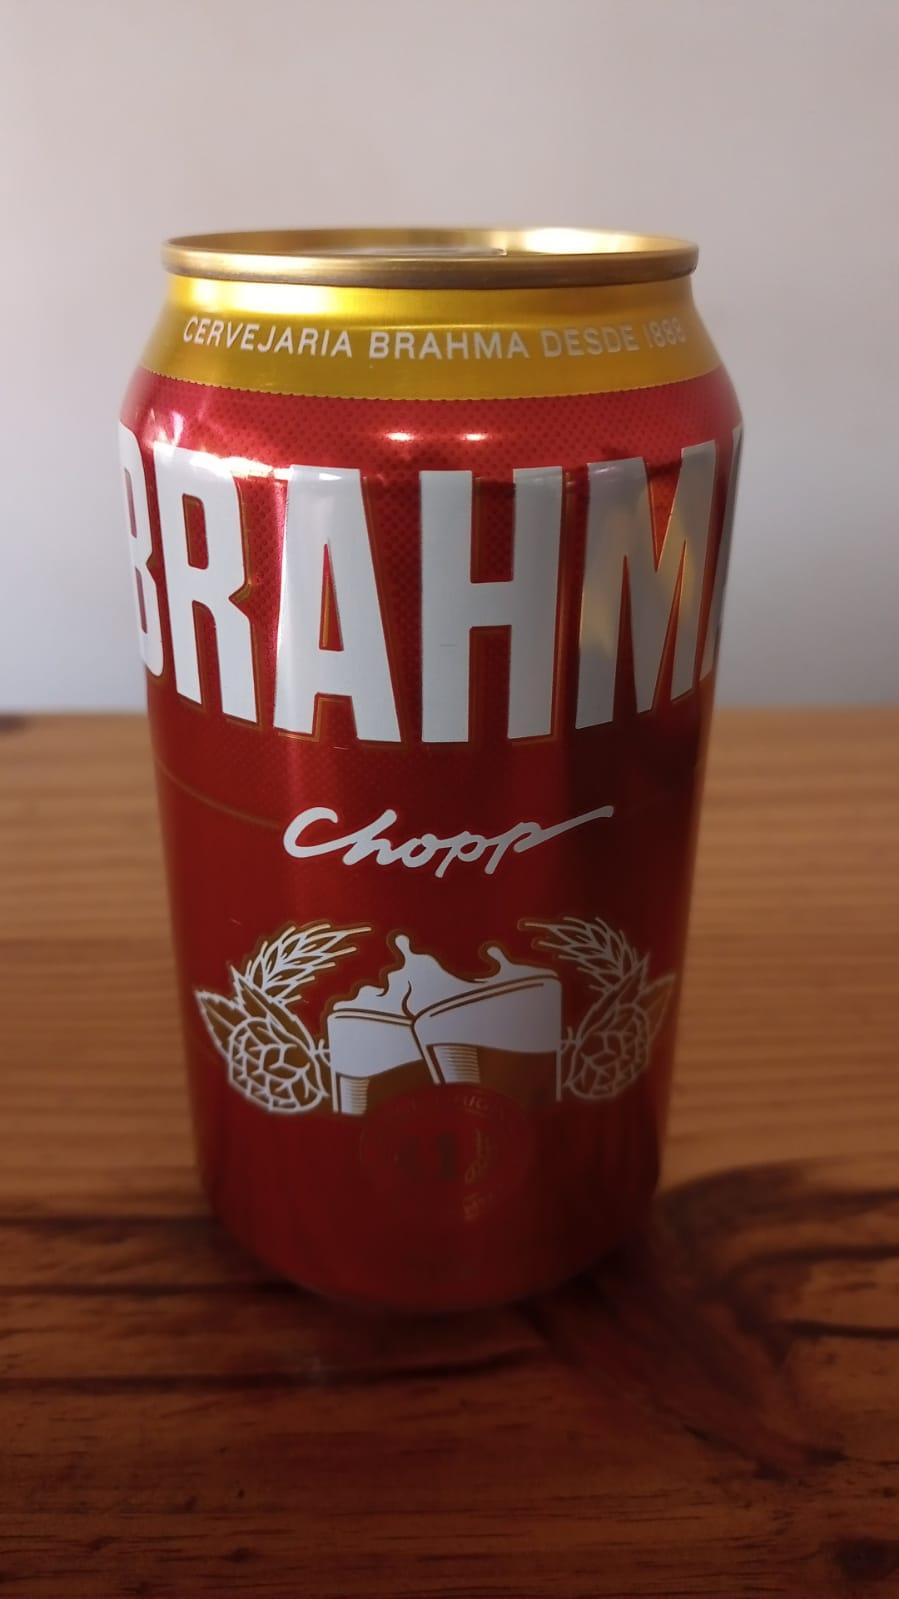 CERVEJARIA BRAHMA DESDE 1888
BRAHMA
Chopp